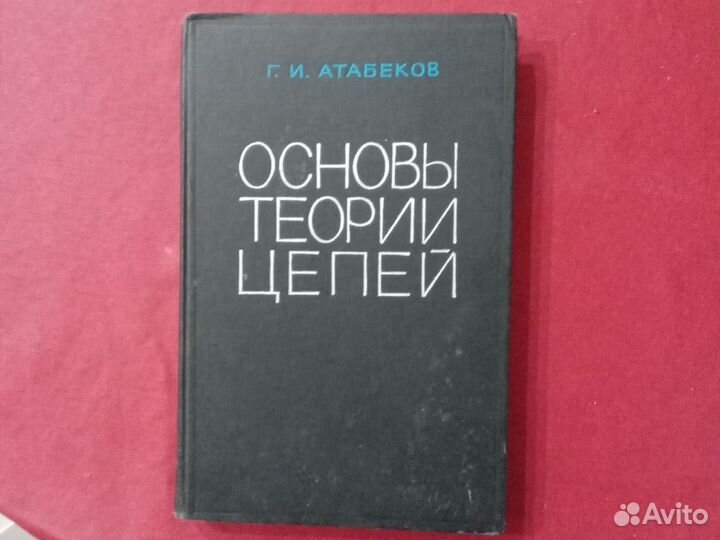 Г. И. АТАБЕКОВ
ОСНОВЫ
ТЕОРИИ
ЦЕПЕЙ
Avito